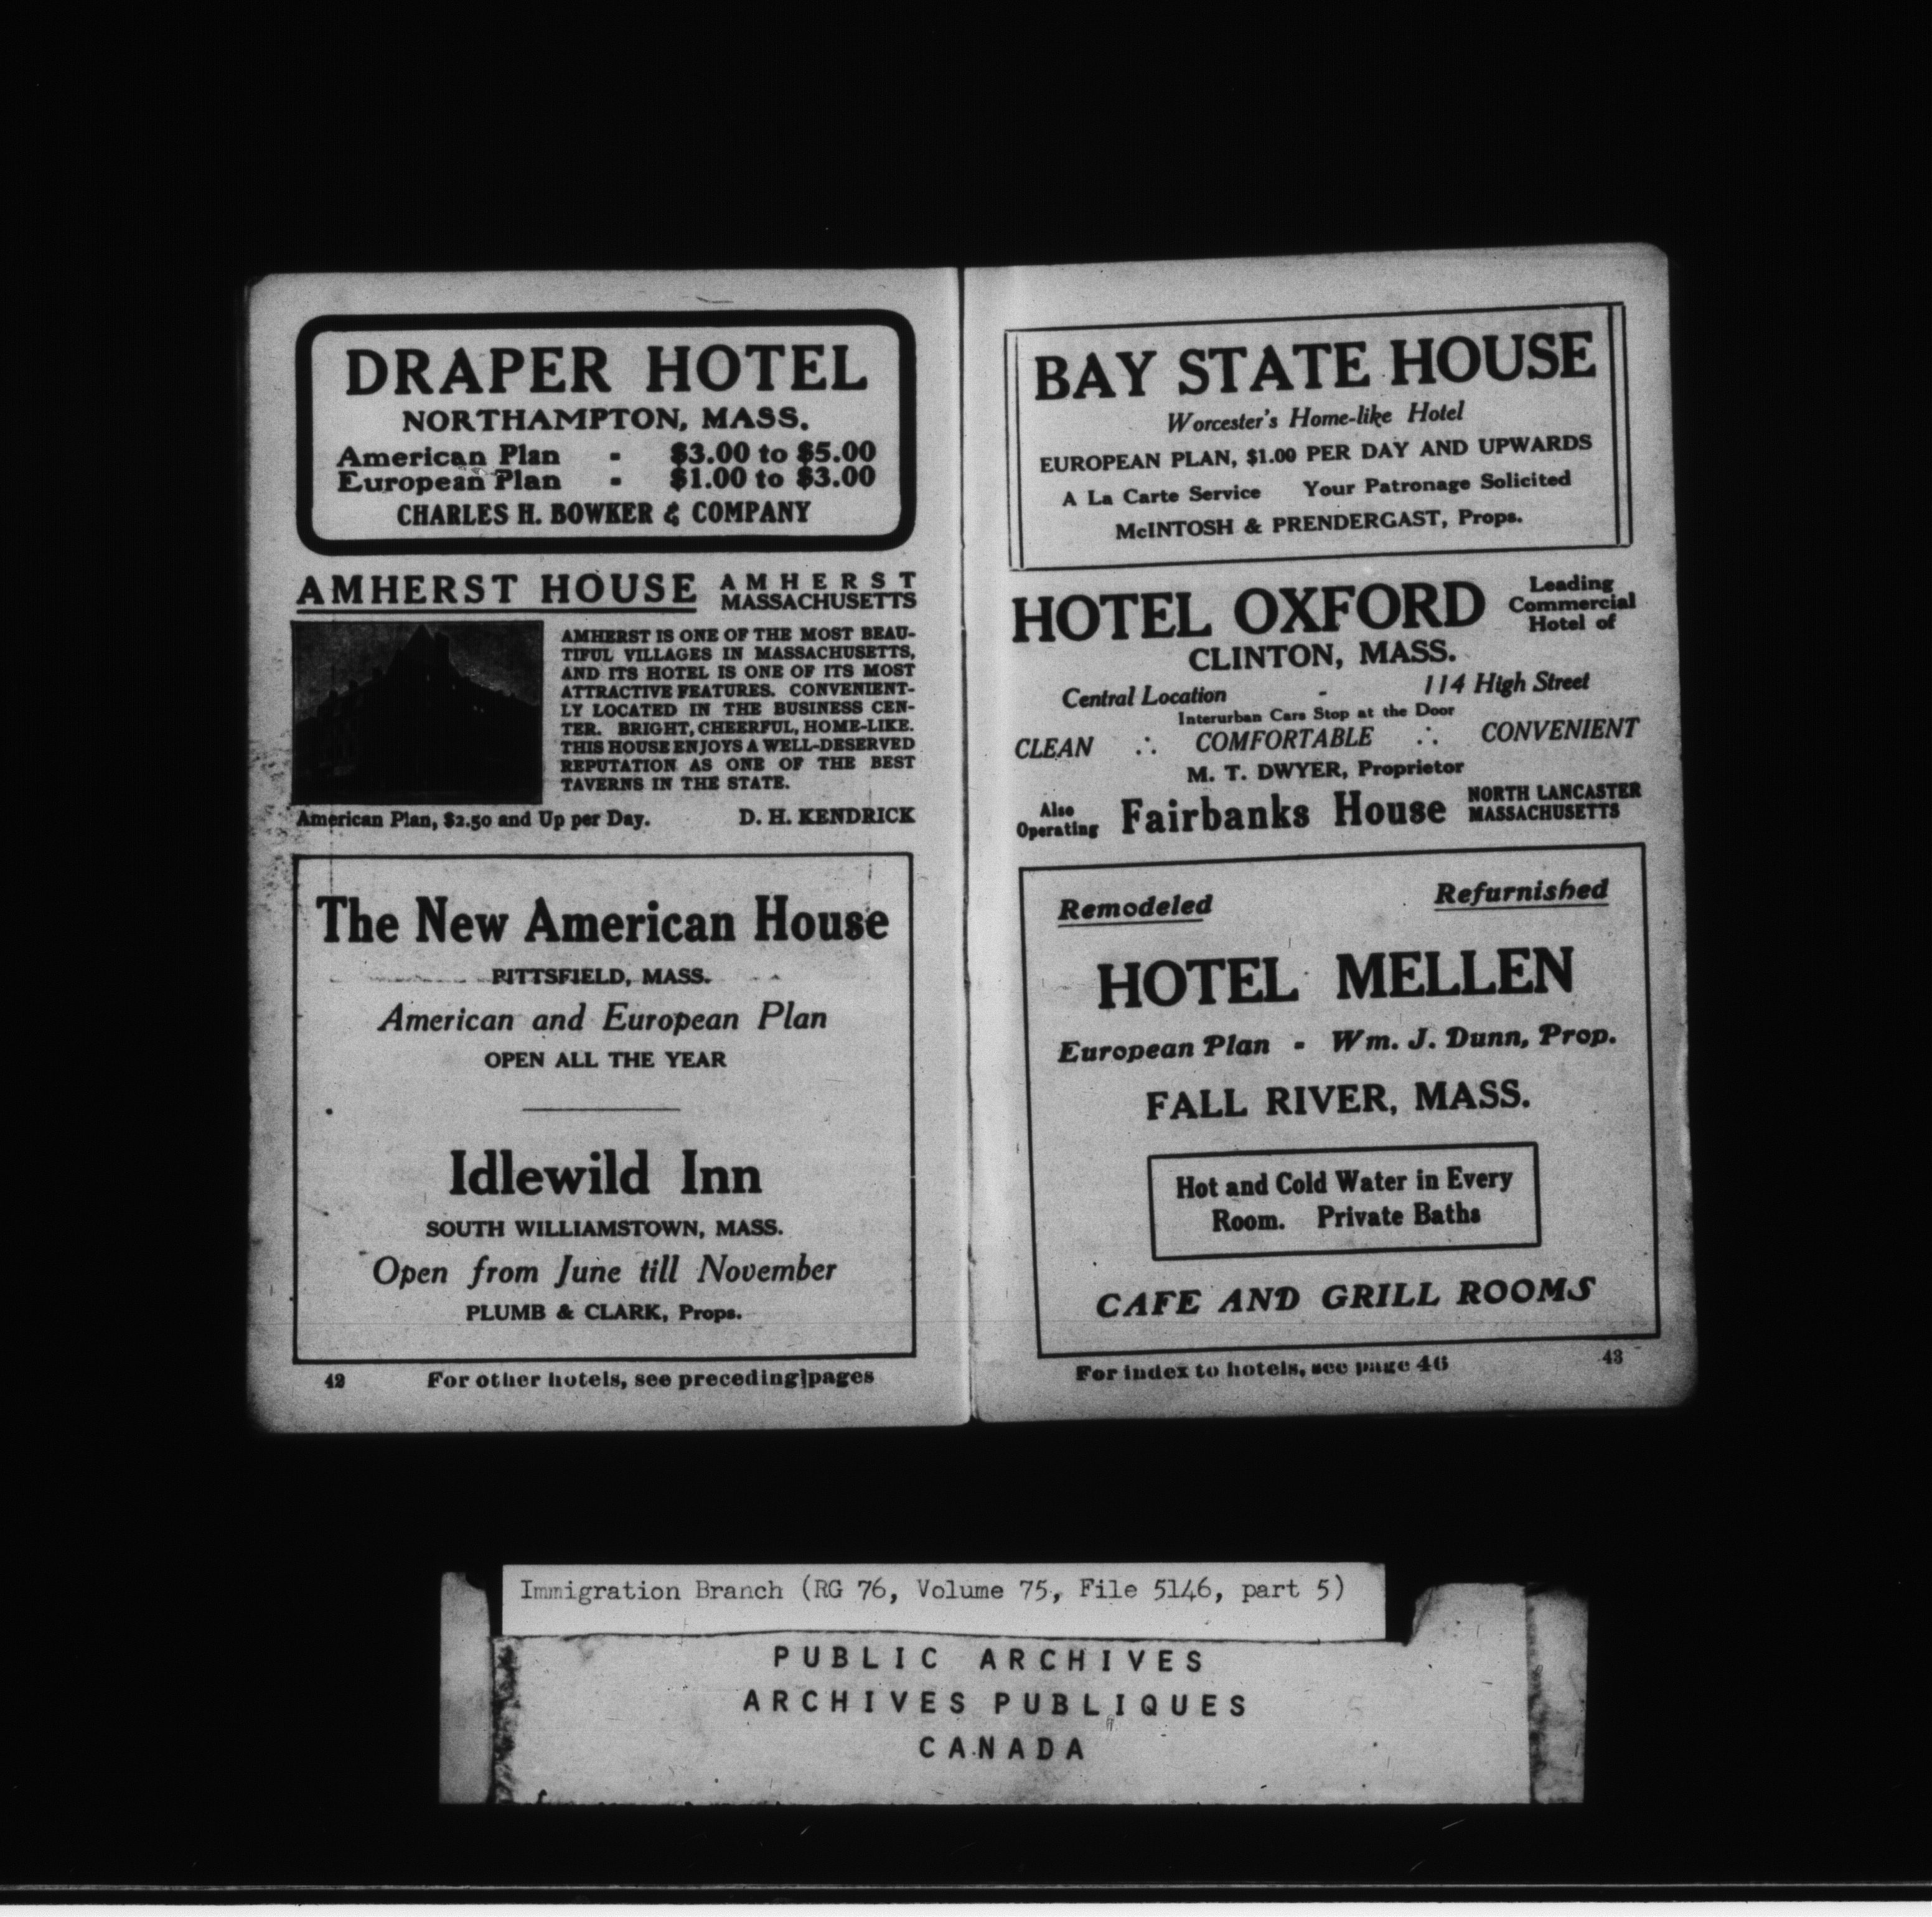 DRAPER HOTEL
NORTHAMPTON, MASS.
American Plan - $3.00 to $5.00
European Plan - $1.00 to $3.00
CHARLES H. BOWKER & COMPANY
AMHERST HOUSE
AMHERST
MASSACHUSETTS
AMHERST IS ONE OF THE MOST BEAU-
TIFUL VILLAGES IN MASSACHUSETTS,
AND ITS HOTEL IS ONE OF ITS MOST
ATTRACTIVE FEATURES. CONVENIENT-
LY LOCATED IN THE BUSINESS CEN-
TER. BRIGHT, CHEERFUL, HOME-LIKE.
THIS HOUSE ENJOYS A WELL-DESERVED
REPUTATION AS ONE OF THE BEST
TAVERNS IN THE STATE.
American Plan, $2.50 and Up per Day. D. H. KENDRICK
The New American House
PITTSFIELD, MASS.
American and European Plan
OPEN ALL THE YEAR
Idlewild Inn
SOUTH WILLIAMSTOWN, MASS.
Open from June till November
PLUMB & CLARK, Props.
42 For other hotels, see preceding pages
BAY STATE HOUSE
Worcester's Home-like Hotel
EUROPEAN PLAN, $1.00 PER DAY AND UPWARDS
A La Carte Service Your Patronage Solicited
McINTOSH & PRENDERGAST, Props.
HOTEL OXFORD
Leading
Commercial
Hotel of
CLINTON, MASS.
Central Location - 114 High Street
Interurban Cars Stop at the Door
CLEAN ∴ COMFORTABLE ∴ CONVENIENT
M. T. DWYER, Proprietor
Also
Operating
Fairbanks House
NORTH LANCASTER
MASSACHUSETTS
Remodeled Refurnished
HOTEL MELLEN
European Plan - Wm. J. Dunn, Prop.
FALL RIVER, MASS.
Hot and Cold Water in Every
Room. Private Baths
CAFE AND GRILL ROOMS
For index to hotels, see page 46 43
Immigration Branch (RG 76, Volume 75, File 5146, part 5)
PUBLIC ARCHIVES
ARCHIVES PUBLIQUES
CANADA